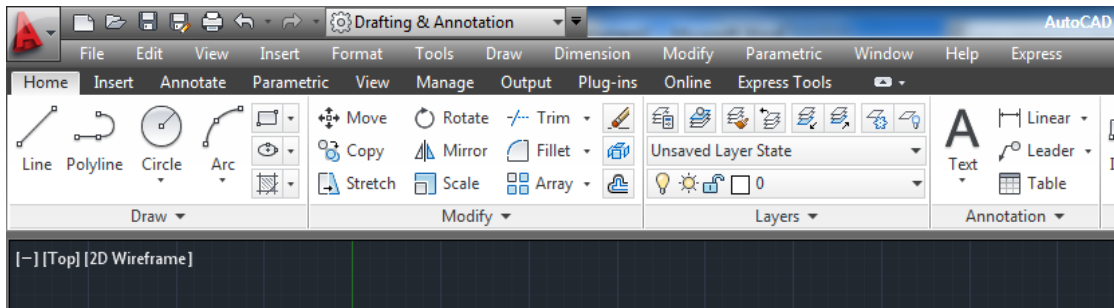 Drafting & Annotation AutoCAD
File Edit View Insert Format Tools Draw Dimension Modify Parametric Window Help Express
Home Insert Annotate Parametric View Manage Output Plug-ins Online Express Tools
Move Rotate Trim Linear
Line Polyline Circle Arc Copy Mirror Fillet Unsaved Layer State Text Leader
Stretch Scale Array 0 Table
Draw Modify Layers Annotation
[−] [Top] [2D Wireframe]